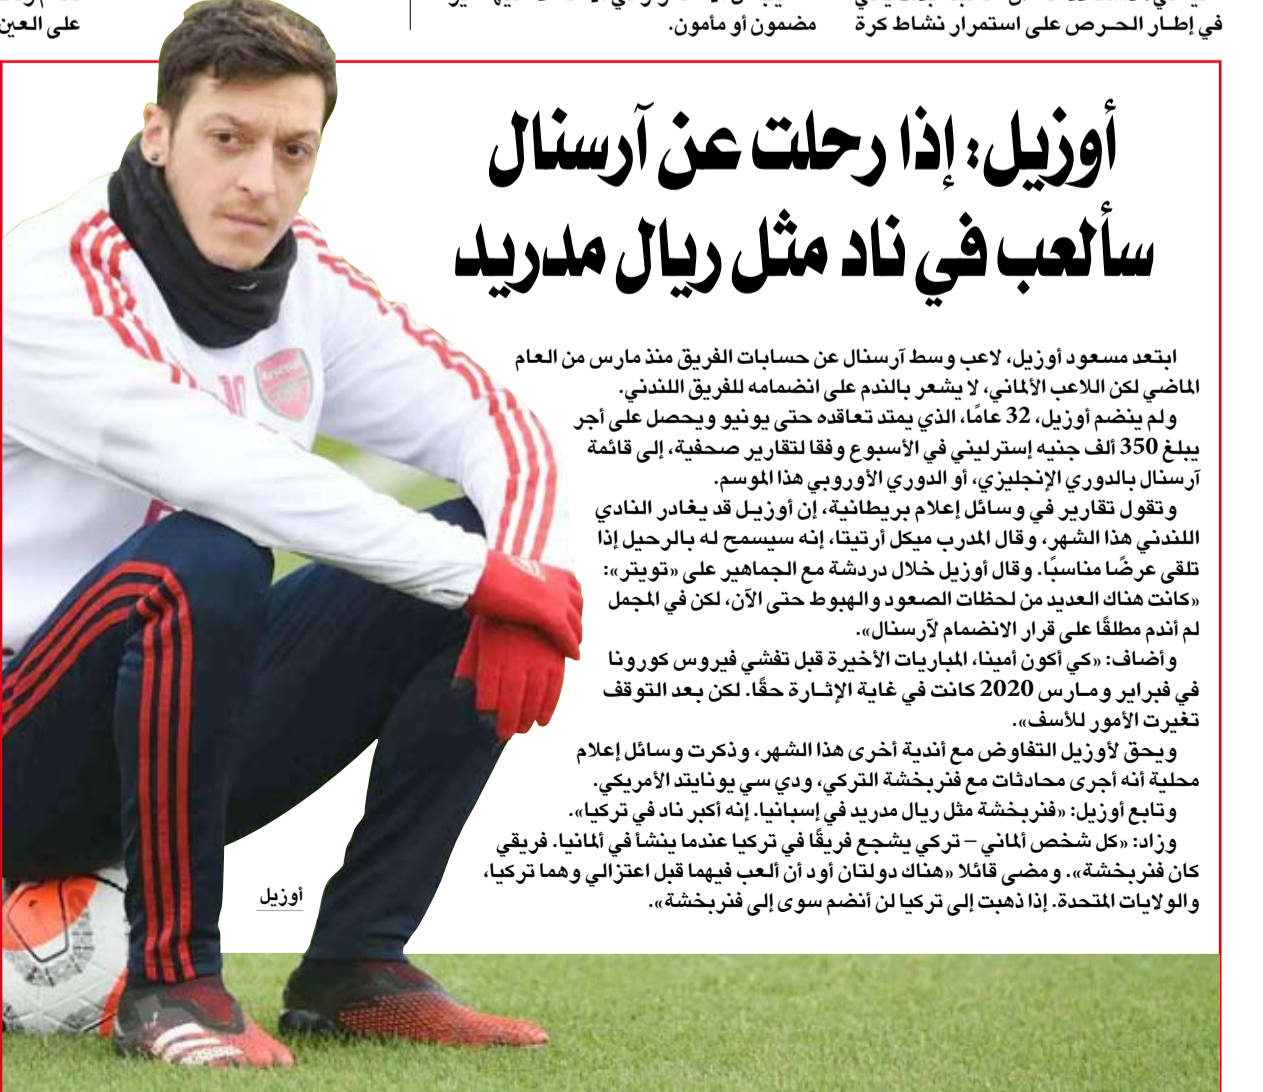 في إطـار الحـرص على استمرار نشاط كرة
مضمون أو مأمون.
على العين
أوزيل: إذا رحلت عن آرسنال
سألعب في ناد مثل ريال مدريد
ابتعد مسعود أوزيل، لاعب وسط آرسنال عن حسابات الفريق منذ مارس من العام
الماضي لكن اللاعب الألماني، لا يشعر بالندم على انضمامه للفريق اللندني.
ولم ينضم أوزيل، 32 عامًا، الذي يمتد تعاقده حتى يونيو ويحصل على أجر
يبلغ 350 ألف جنيه إسترليني في الأسبوع وفقا لتقارير صحفية، إلى قائمة
آرسنال بالدوري الإنجليزي، أو الدوري الأوروبي هذا الموسم.
وتقول تقارير في وسائل إعلام بريطانية، إن أوزيـل قد يغادر النادي
اللندني هذا الشهر، وقال المدرب ميكل أرتيتا، إنه سيسمح له بالرحيل إذا
تلقى عرضًا مناسبًا. وقال أوزيل خلال دردشة مع الجماهير على «تويتر»:
«كانت هناك العديد من لحظات الصعود والهبوط حتى الآن، لكن في المجمل
لم أندم مطلقًا على قرار الانضمام لآرسنال».
وأضاف: «كي أكون أمينا، المباريات الأخيرة قبل تفشي فيروس كورونا
في فبراير ومـارس 2020 كانت في غاية الإثـارة حقًا. لكن بعد التوقف
تغيرت الأمور للأسف».
ويحق لأوزيل التفاوض مع أندية أخرى هذا الشهر، وذكرت وسائل إعلام
محلية أنه أجرى محادثات مع فنربخشة التركي، ودي سي يونايتد الأمريكي.
وتابع أوزيل: «فنربخشة مثل ريال مدريد في إسبانيا. إنه أكبر ناد في تركيا».
وزاد: «كل شخص ألماني – تركي يشجع فريقًا في تركيا عندما ينشأ في ألمانيا. فريقي
كان فنربخشة». ومضى قائلا «هناك دولتان أود أن ألعب فيهما قبل اعتزالي وهما تركيا،
والولايات المتحدة. إذا ذهبت إلى تركيا لن أنضم سوى إلى فنربخشة».
أوزيل